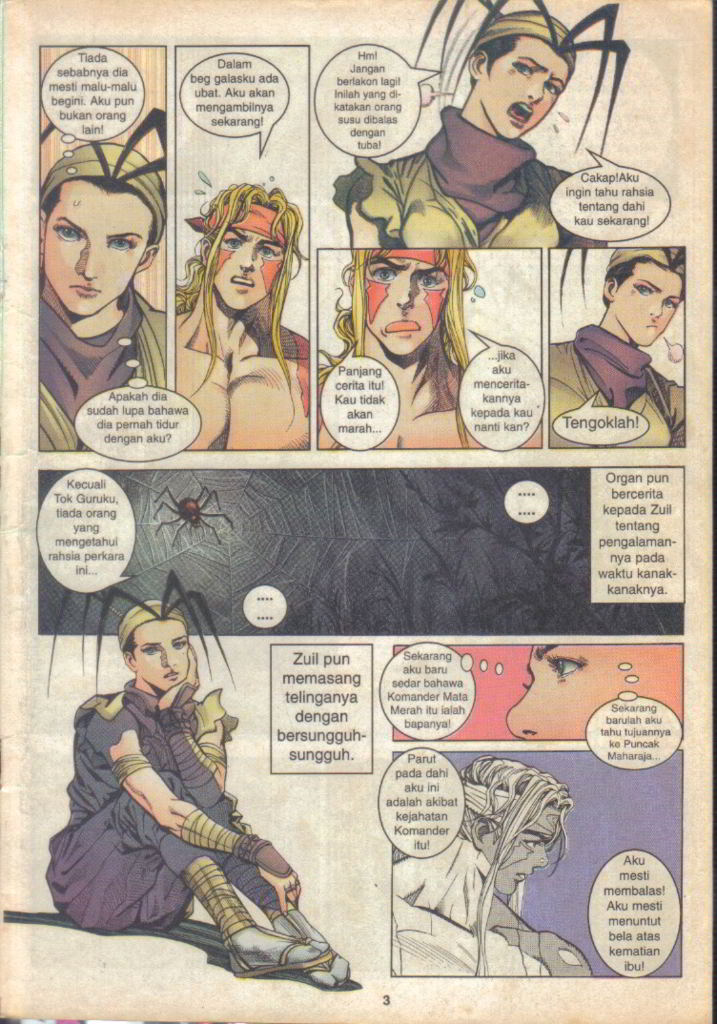 Tiada
sebabnya dia
mesti malu-malu
begini. Aku pun
bukan orang
lain!
Apakah dia
sudah lupa bahawa
dia pernah tidur
dengan aku?
Dalam
beg galasku ada
ubat. Aku akan
mengambilnya
sekarang!
Hm!
Jangan
berlakon lagi!
Inilah yang di-
katakan orang
susu dibalas
dengan
tuba!
Cakap!Aku
ingin tahu rahsia
tentang dahi
kau sekarang!
Panjang
cerita itu!
Kau tidak
akan
marah...
...jika
aku
mencerita-
kannya
kepada kau
nanti kan?
Tengoklah!
Kecuali
Tok Guruku,
tiada orang
yang
mengetahui
rahsia perkara
ini...
....
....
....
....
Organ pun
bercerita
kepada Zuil
tentang
pengalaman-
nya pada
waktu kanak-
kanaknya.
Zuil pun
memasang
telinganya
dengan
bersungguh-
sungguh.
Sekarang
aku baru
sedar bahawa
Komander Mata
Merah itu ialah
bapanya!
Sekarang
barulah aku
tahu tujuannya
ke Puncak
Maharaja...
Parut
pada dahi
aku ini
adalah akibat
kejahatan
Komander
itu!
Aku
mesti
membalas!
Aku mesti
menuntut
bela atas
kematian
ibu!
3